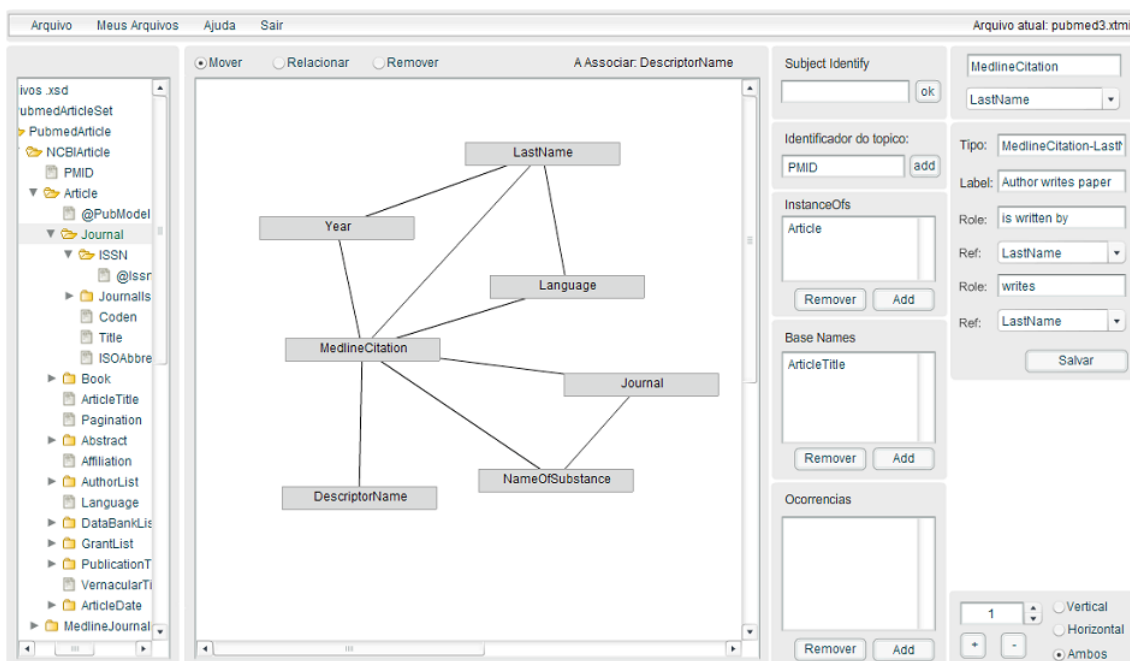 Arquivo Meus Arquivos Ajuda Sair
Arquivo atual: pubmed3.xtmi
ivos .xsd
ubmedArticleSet
PubmedArticle
NCBIArticle
PMID
Article
@PubModel
Journal
ISSN
@Issn
JournalIs
Coden
Title
ISOAbbre
Book
ArticleTitle
Pagination
Abstract
Affiliation
AuthorList
Language
DataBankLis
GrantList
PublicationT
VernacularTi
ArticleDate
MedlineJournal
Mover Relacionar Remover A Associar: DescriptorName
LastName
Year
Language
MedlineCitation
Journal
NameOfSubstance
DescriptorName
Subject Identify
ok
Identificador do topico:
PMID add
InstanceOfs
Article
Remover Add
Base Names
ArticleTitle
Remover Add
Ocorrencias
Remover Add
MedlineCitation
LastName
Tipo: MedlineCitation-LastN
Label: Author writes paper
Role: is written by
Ref: LastName
Role: writes
Ref: LastName
Salvar
1
+ -
Vertical
Horizontal
Ambos